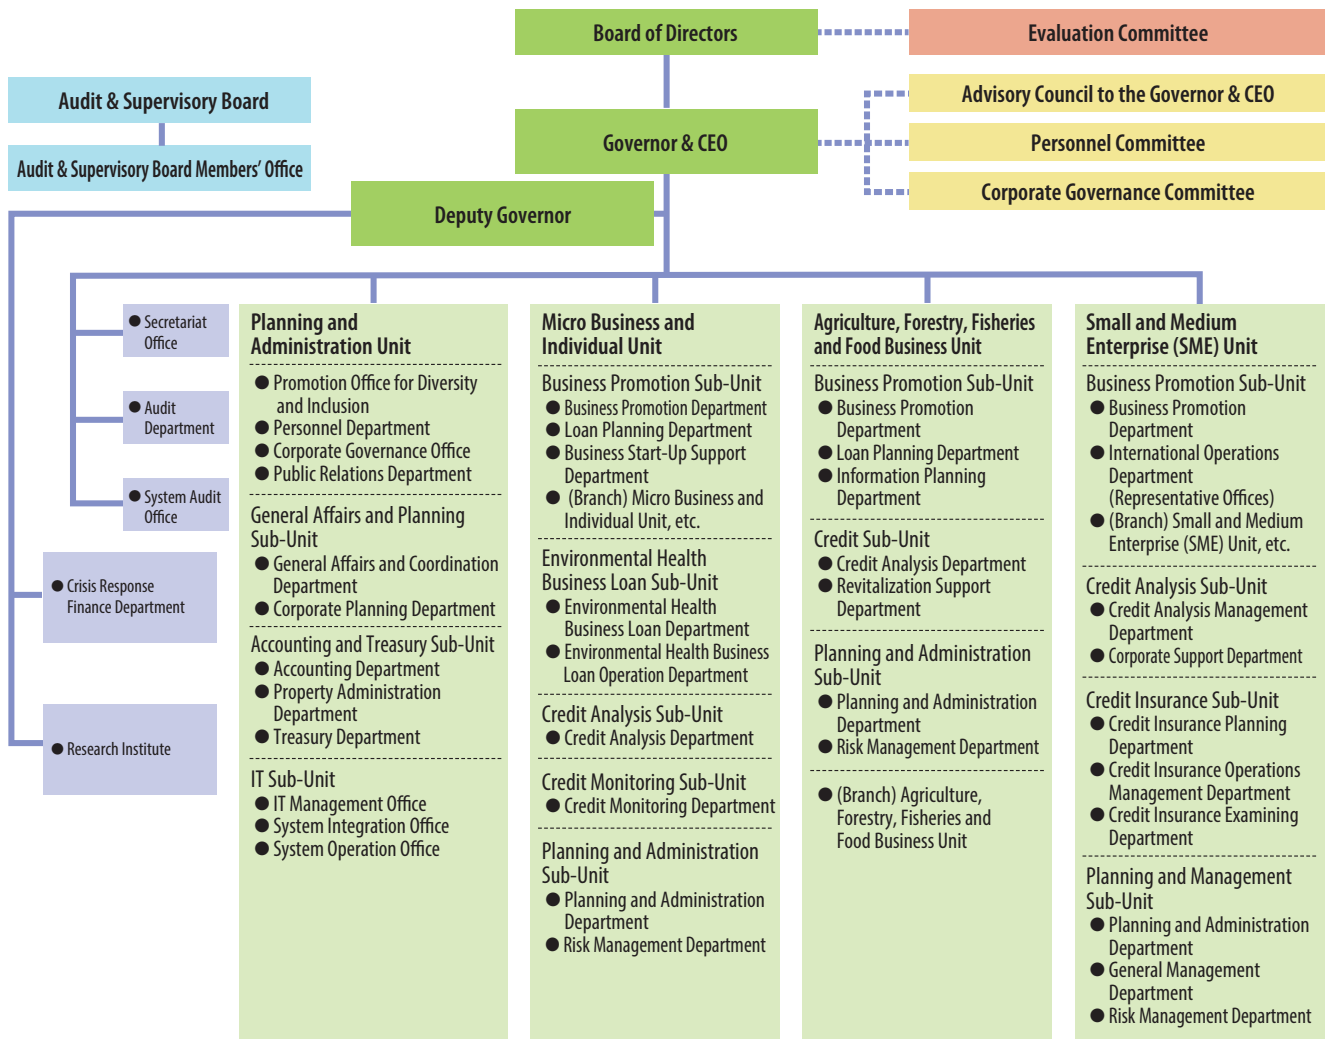 Board of Directors
Evaluation Committee
Audit & Supervisory Board
Advisory Council to the Governor & CEO
Governor & CEO
Personnel Committee
Audit & Supervisory Board Members’ Office
Corporate Governance Committee
Deputy Governor
● Secretariat
Office
● Audit
Department
● System Audit
Office
● Crisis Response
Finance Department
● Research Institute
Planning and
Administration Unit
● Promotion Office for Diversity
and Inclusion
● Personnel Department
● Corporate Governance Office
● Public Relations Department
General Affairs and Planning
Sub-Unit
● General Affairs and Coordination
Department
● Corporate Planning Department
Accounting and Treasury Sub-Unit
● Accounting Department
● Property Administration
Department
● Treasury Department
IT Sub-Unit
● IT Management Office
● System Integration Office
● System Operation Office
Micro Business and
Individual Unit
Business Promotion Sub-Unit
● Business Promotion Department
● Loan Planning Department
● Business Start-Up Support
Department
● (Branch) Micro Business and
Individual Unit, etc.
Environmental Health
Business Loan Sub-Unit
● Environmental Health
Business Loan Department
● Environmental Health Business
Loan Operation Department
Credit Analysis Sub-Unit
● Credit Analysis Department
Credit Monitoring Sub-Unit
● Credit Monitoring Department
Planning and Administration
Sub-Unit
● Planning and Administration
Department
● Risk Management Department
Agriculture, Forestry, Fisheries
and Food Business Unit
Business Promotion Sub-Unit
● Business Promotion
Department
● Loan Planning Department
● Information Planning
Department
Credit Sub-Unit
● Credit Analysis Department
● Revitalization Support
Department
Planning and Administration
Sub-Unit
● Planning and Administration
Department
● Risk Management Department
● (Branch) Agriculture,
Forestry, Fisheries and
Food Business Unit
Small and Medium
Enterprise (SME) Unit
Business Promotion Sub-Unit
● Business Promotion
Department
● International Operations
Department
(Representative Offices)
● (Branch) Small and Medium
Enterprise (SME) Unit, etc.
Credit Analysis Sub-Unit
● Credit Analysis Management
Department
● Corporate Support Department
Credit Insurance Sub-Unit
● Credit Insurance Planning
Department
● Credit Insurance Operations
Management Department
● Credit Insurance Examining
Department
Planning and Management
Sub-Unit
● Planning and Administration
Department
● General Management
Department
● Risk Management Department